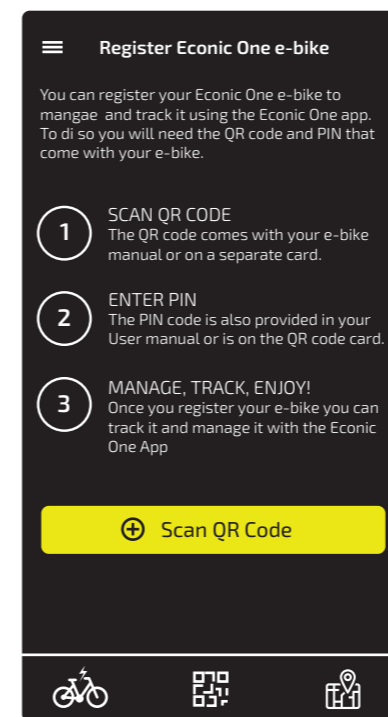 Register Econic One e-bike
You can register your Econic One e-bike to
mangae and track it using the Econic One app.
To di so you will need the QR code and PIN that
come with your e-bike.
1
SCAN QR CODE
The QR code comes with your e-bike
manual or on a separate card.
2
ENTER PIN
The PIN code is also provided in your
User manual or is on the QR code card.
3
MANAGE, TRACK, ENJOY!
Once you register your e-bike you can
track it and manage it with the Econic
One App
Scan QR Code